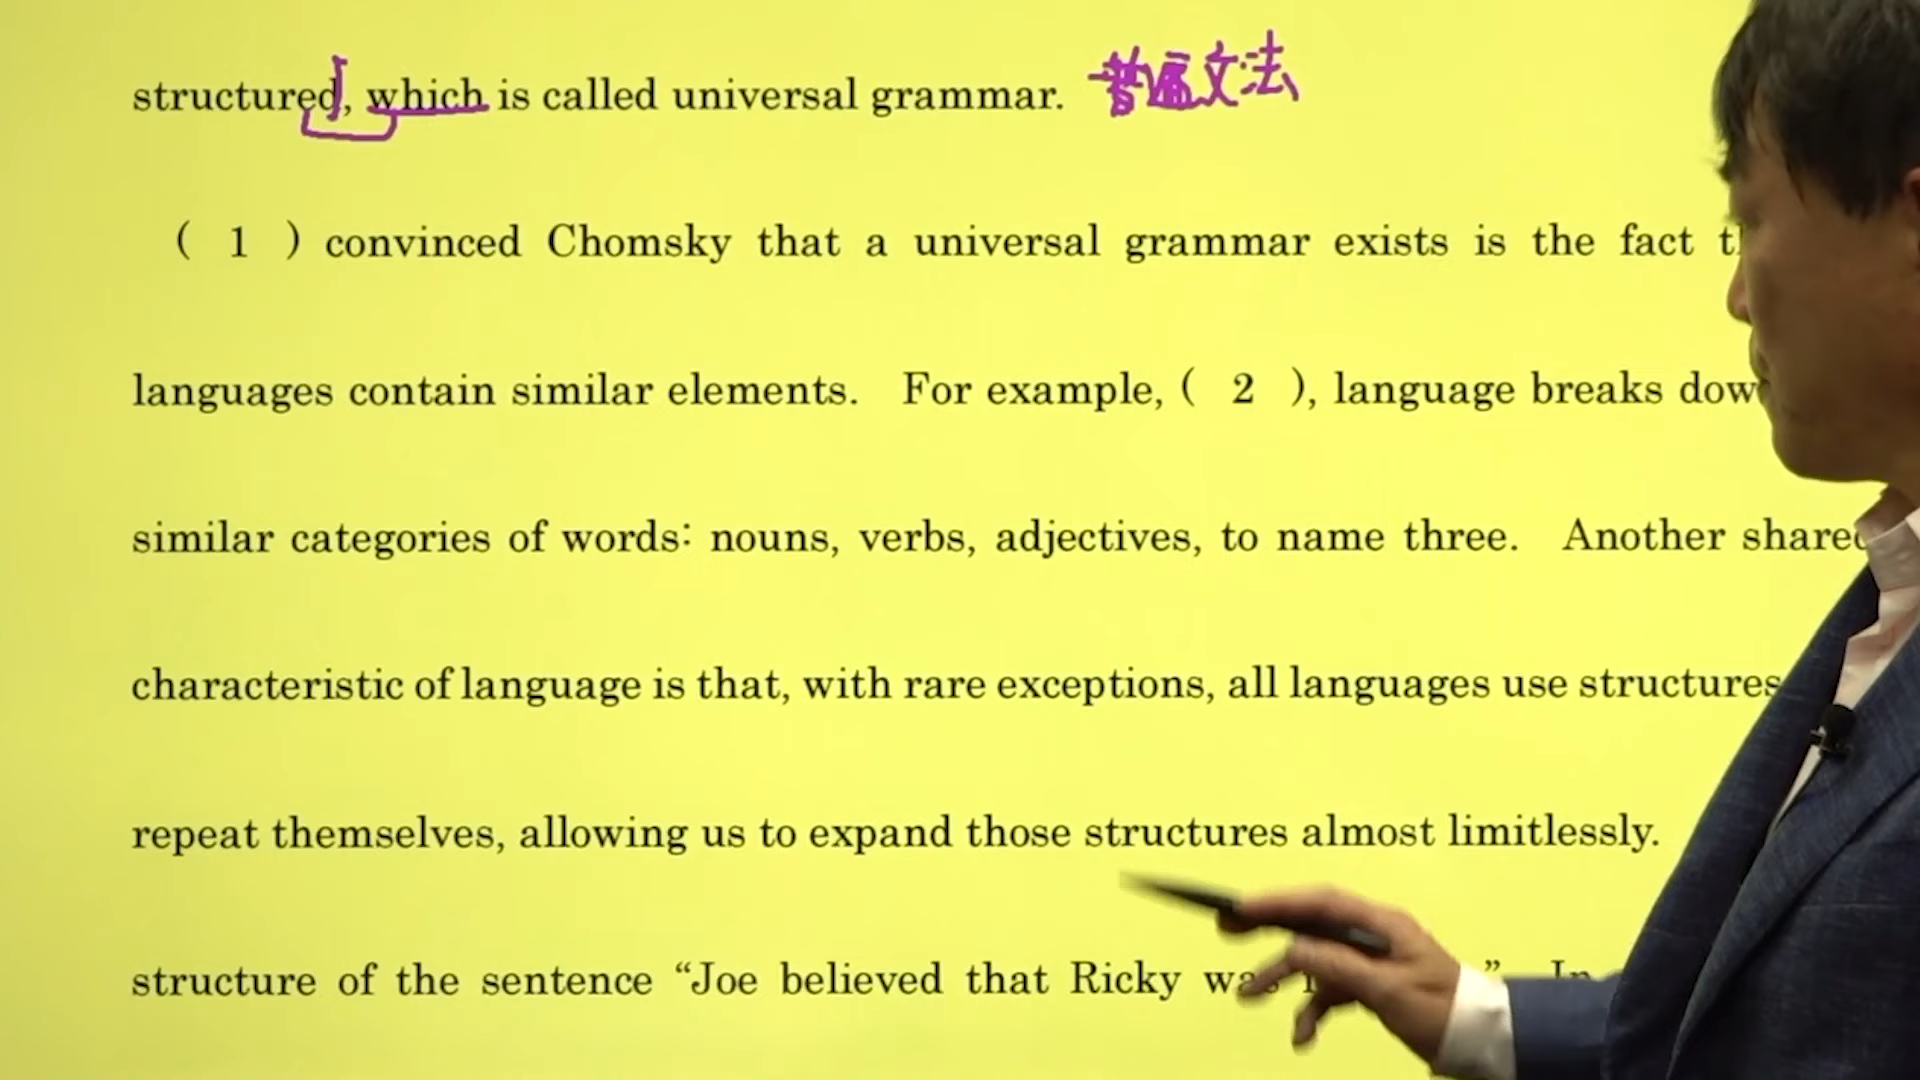 structured, which is called universal grammar. 普遍文法
( 1 ) convinced Chomsky that a universal grammar exists is the fact
languages contain similar elements. For example, ( 2 ), language breaks
similar categories of words: nouns, verbs, adjectives, to name three. Another
characteristic of language is that, with rare exceptions, all languages use structures
repeat themselves, allowing us to expand those structures almost limitlessly.
structure of the sentence “Joe believed that Ricky ” In